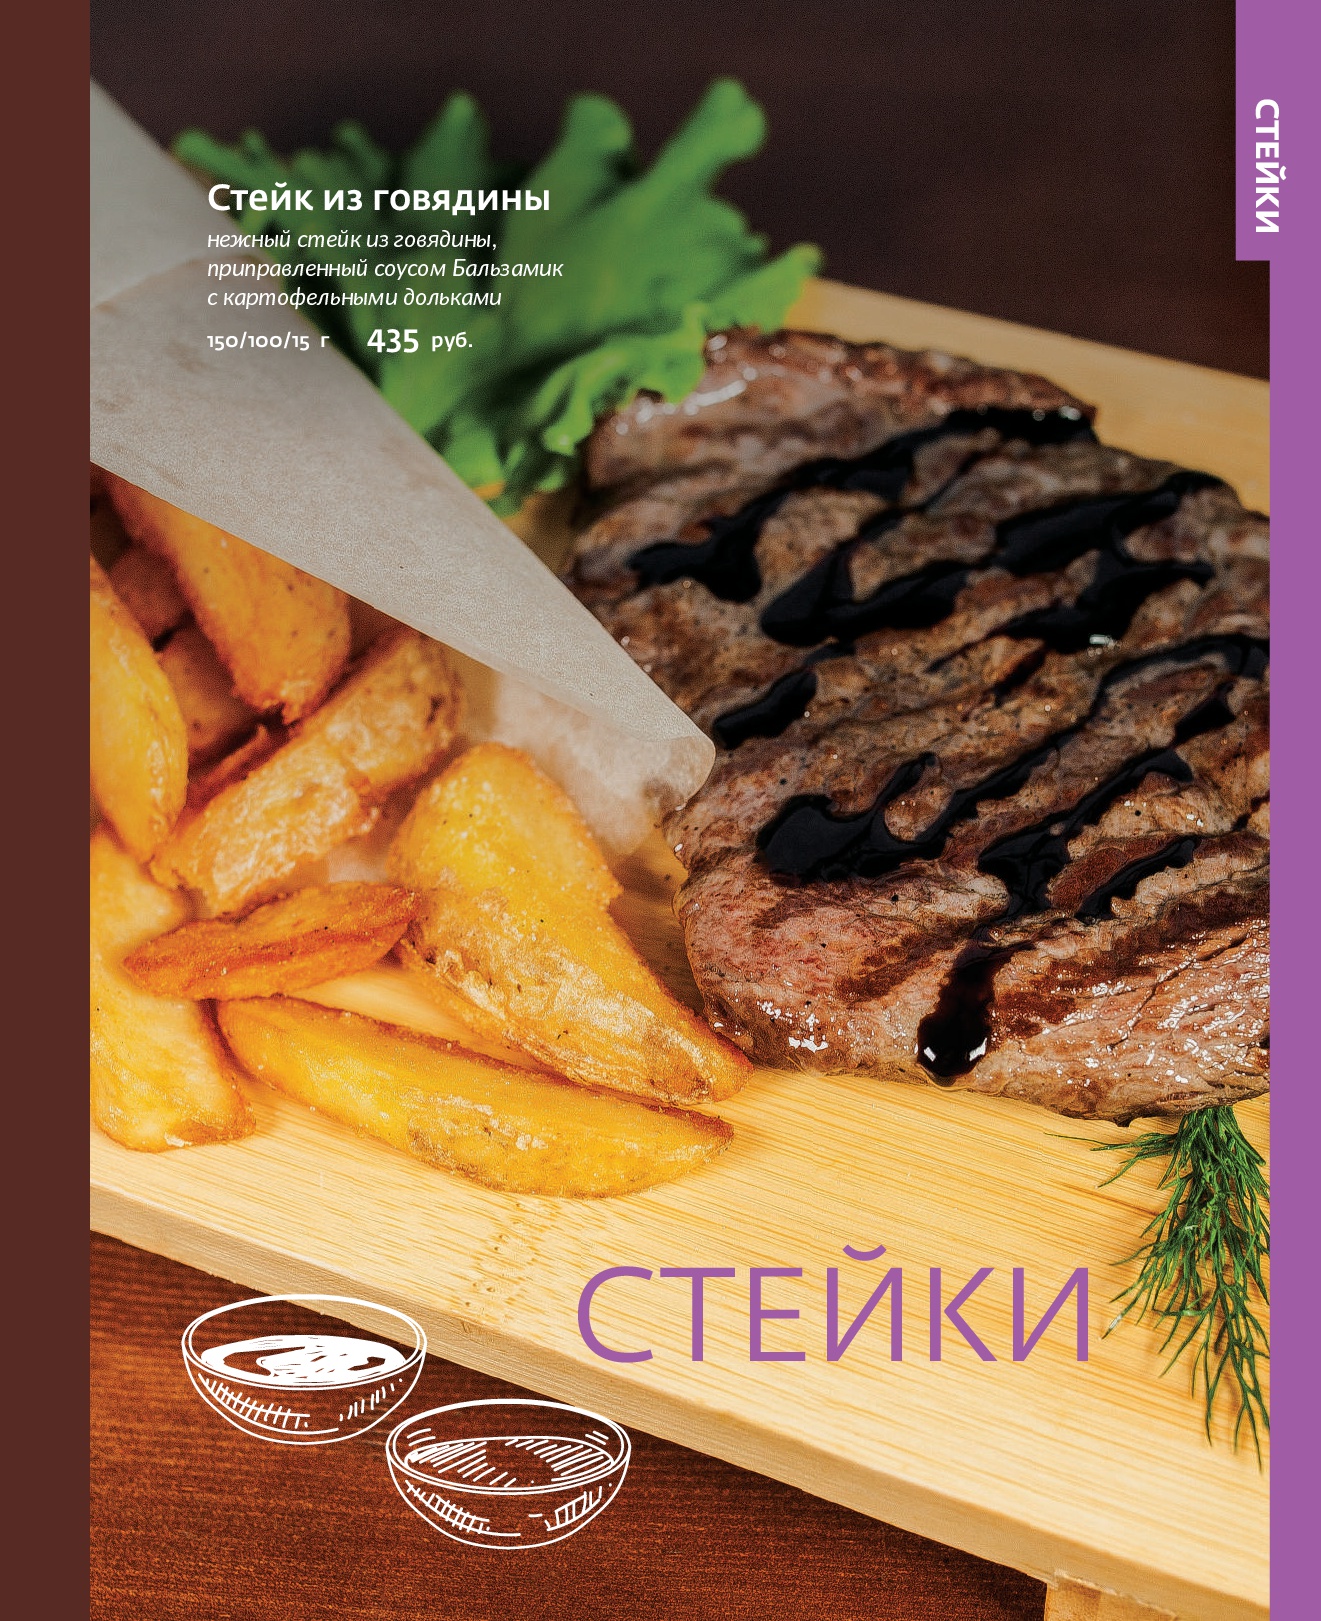 СТЕЙКИ
Стейк из говядины
нежный стейк из говядины,
приправленный соусом Бальзамик
с картофельными дольками
150/100/15 г 435 руб.
СТЕЙКИ